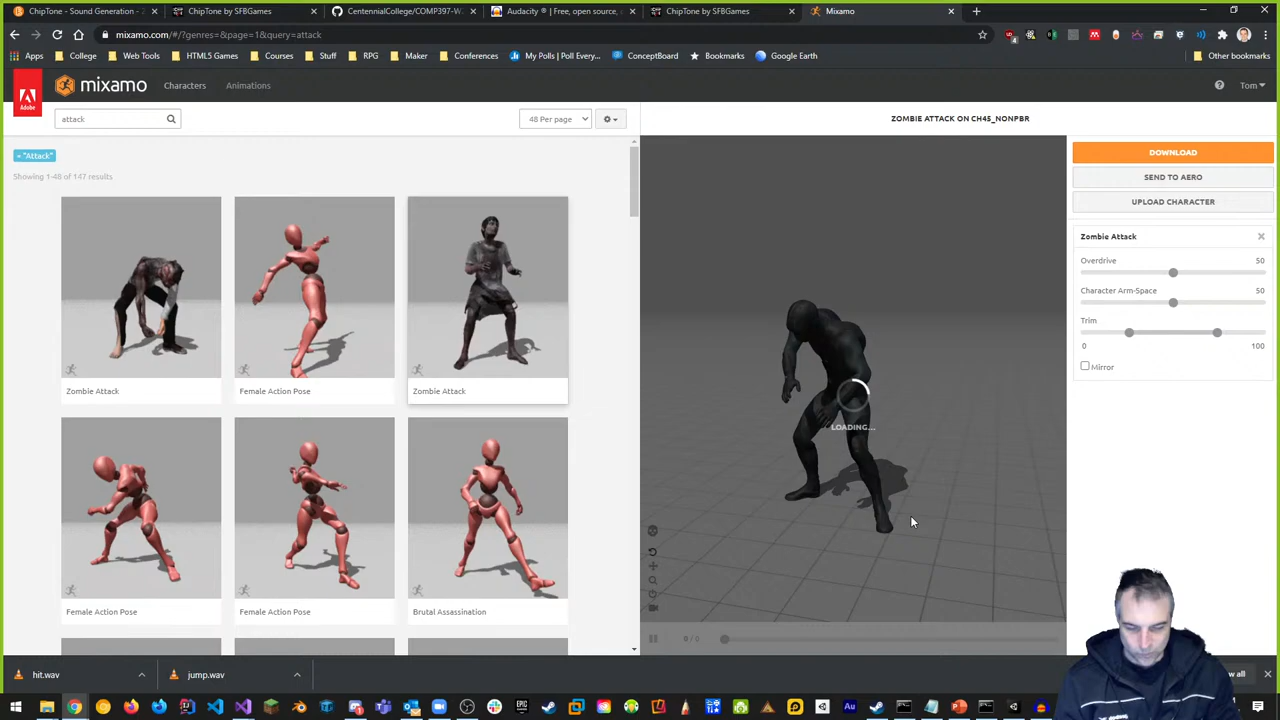 ChipTone - Sound Generation - Z
ChipTone by SFBGames
CentennialCollege/COMP397-W
Audacity ® | Free, open source, c
ChipTone by SFBGames
Mixamo
mixamo.com/#/?genres=&page=1&query=attack
Apps
College
Web Tools
HTML5 Games
Courses
Stuff
RPG
Maker
Conferences
My Polls | Poll Every...
ConceptBoard
Google Earth
Other bookmarks
Adobe
mixamo
Characters
Animations
Tom
attack
48 Per page
ZOMBIE ATTACK ON CH45_NONPBR
» "Attack"
Showing 1-48 of 147 results
DOWNLOAD
SEND TO AERO
UPLOAD CHARACTER
Zombie Attack
Overdrive 50
Character Arm-Space 50
Trim
0 100
Mirror
Zombie Attack
Female Action Pose
Zombie Attack
LOADING...
Female Action Pose
Female Action Pose
Brutal Assassination
0 / 0
hit.wav
jump.wav